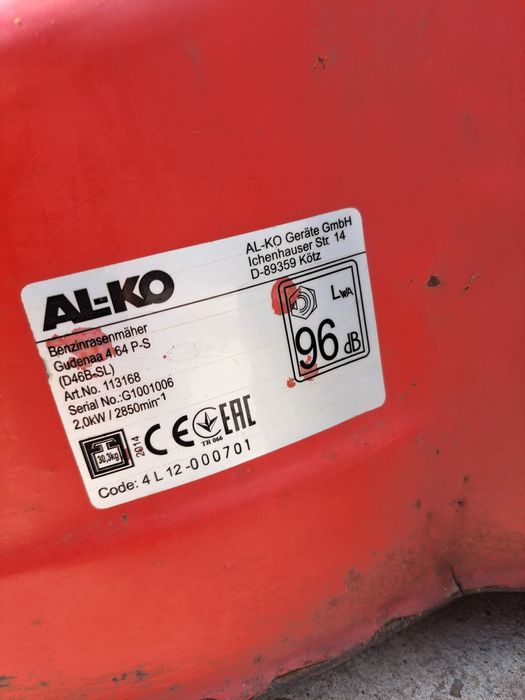 AL-KO
AL-KO Geräte GmbH
Ichenhauser Str. 14
D-89359 Kötz
Benzinrasenmäher
Gudenaa 4.64 P-S
(D46B-SL)
Art.No. 113168
Serial No.:G1001006
2,0kW / 2850min-1
LWA
96 dB
30,3kg
2014
CE
TR 066
EAC
Code: 4 L 12-000701